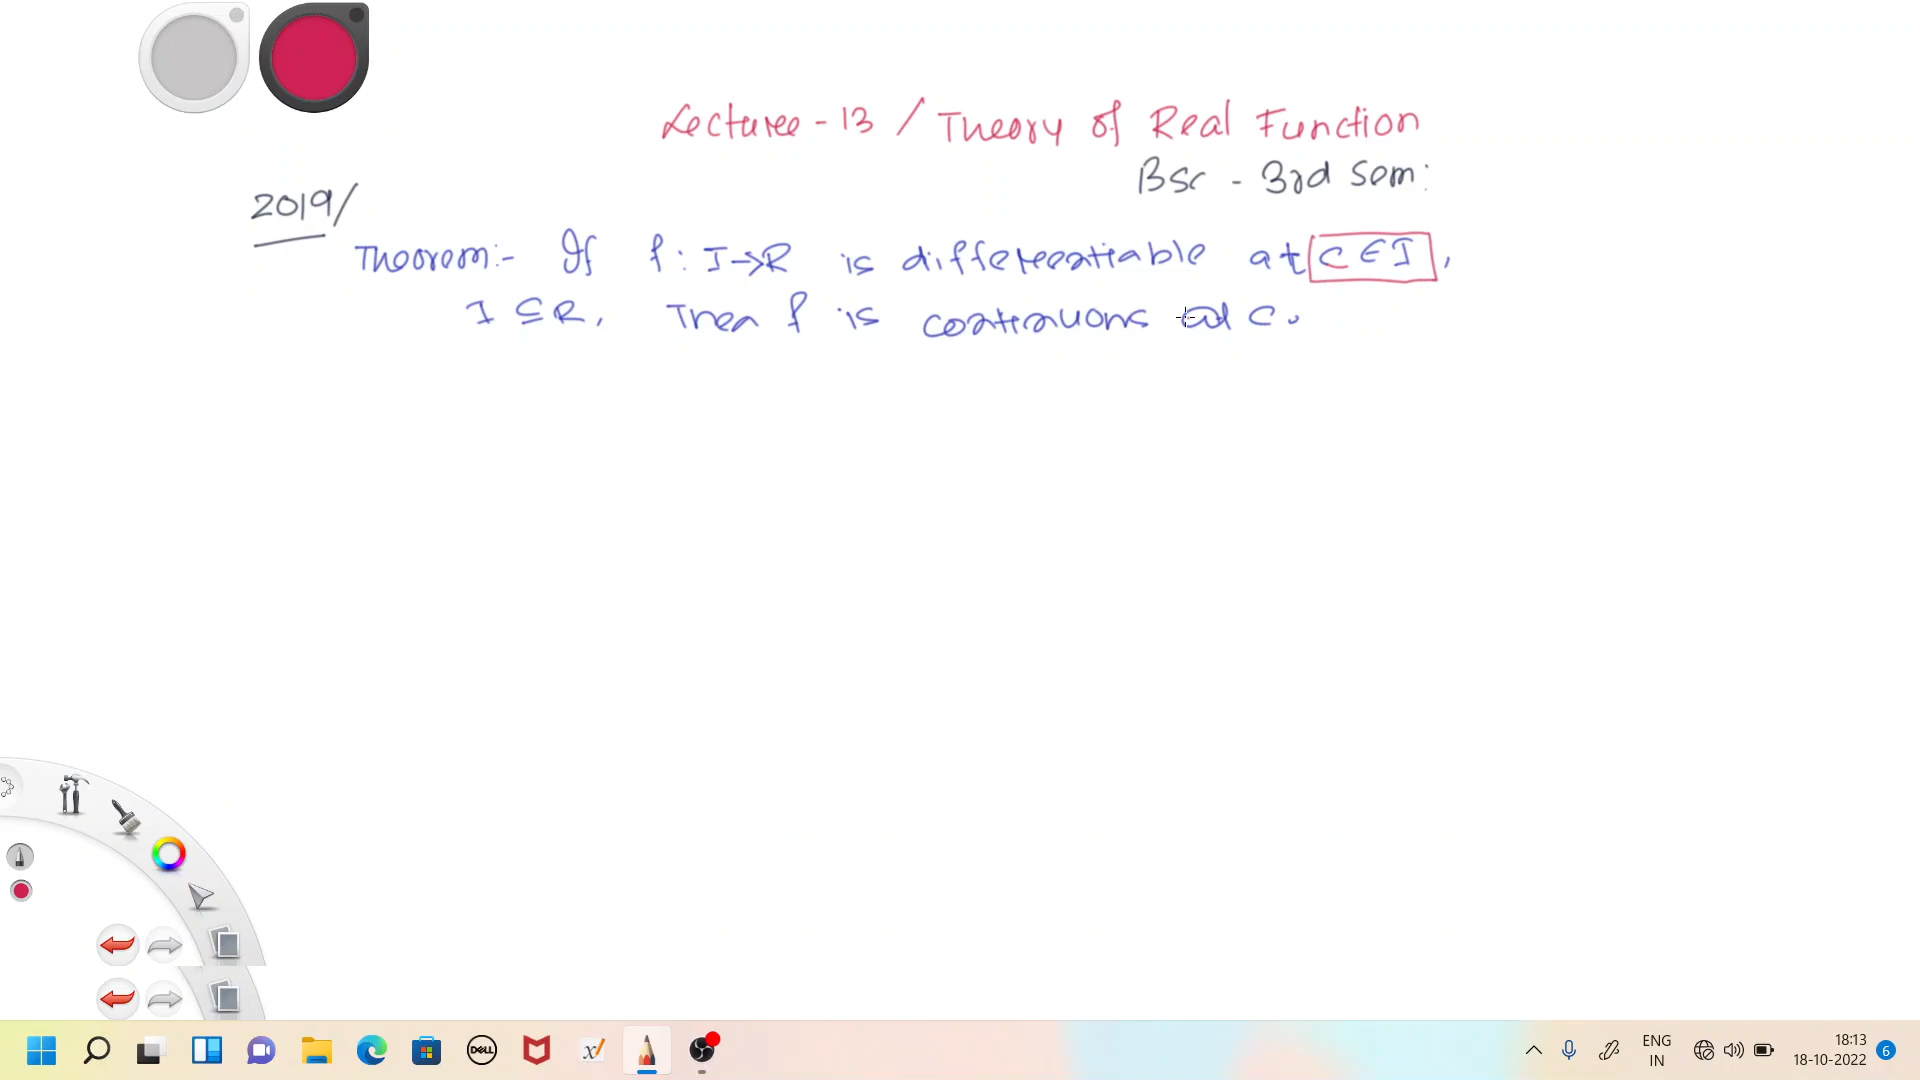 Lecture - 13 / Theory of Real Function
Bsc - 3rd Sem:
2019/
Theorem:- If f : I→R is differentiable at C ∈ I ,
I ⊆ R, Then f is continuous at C.
DELL
ENG
IN
18:13
18-10-2022
6